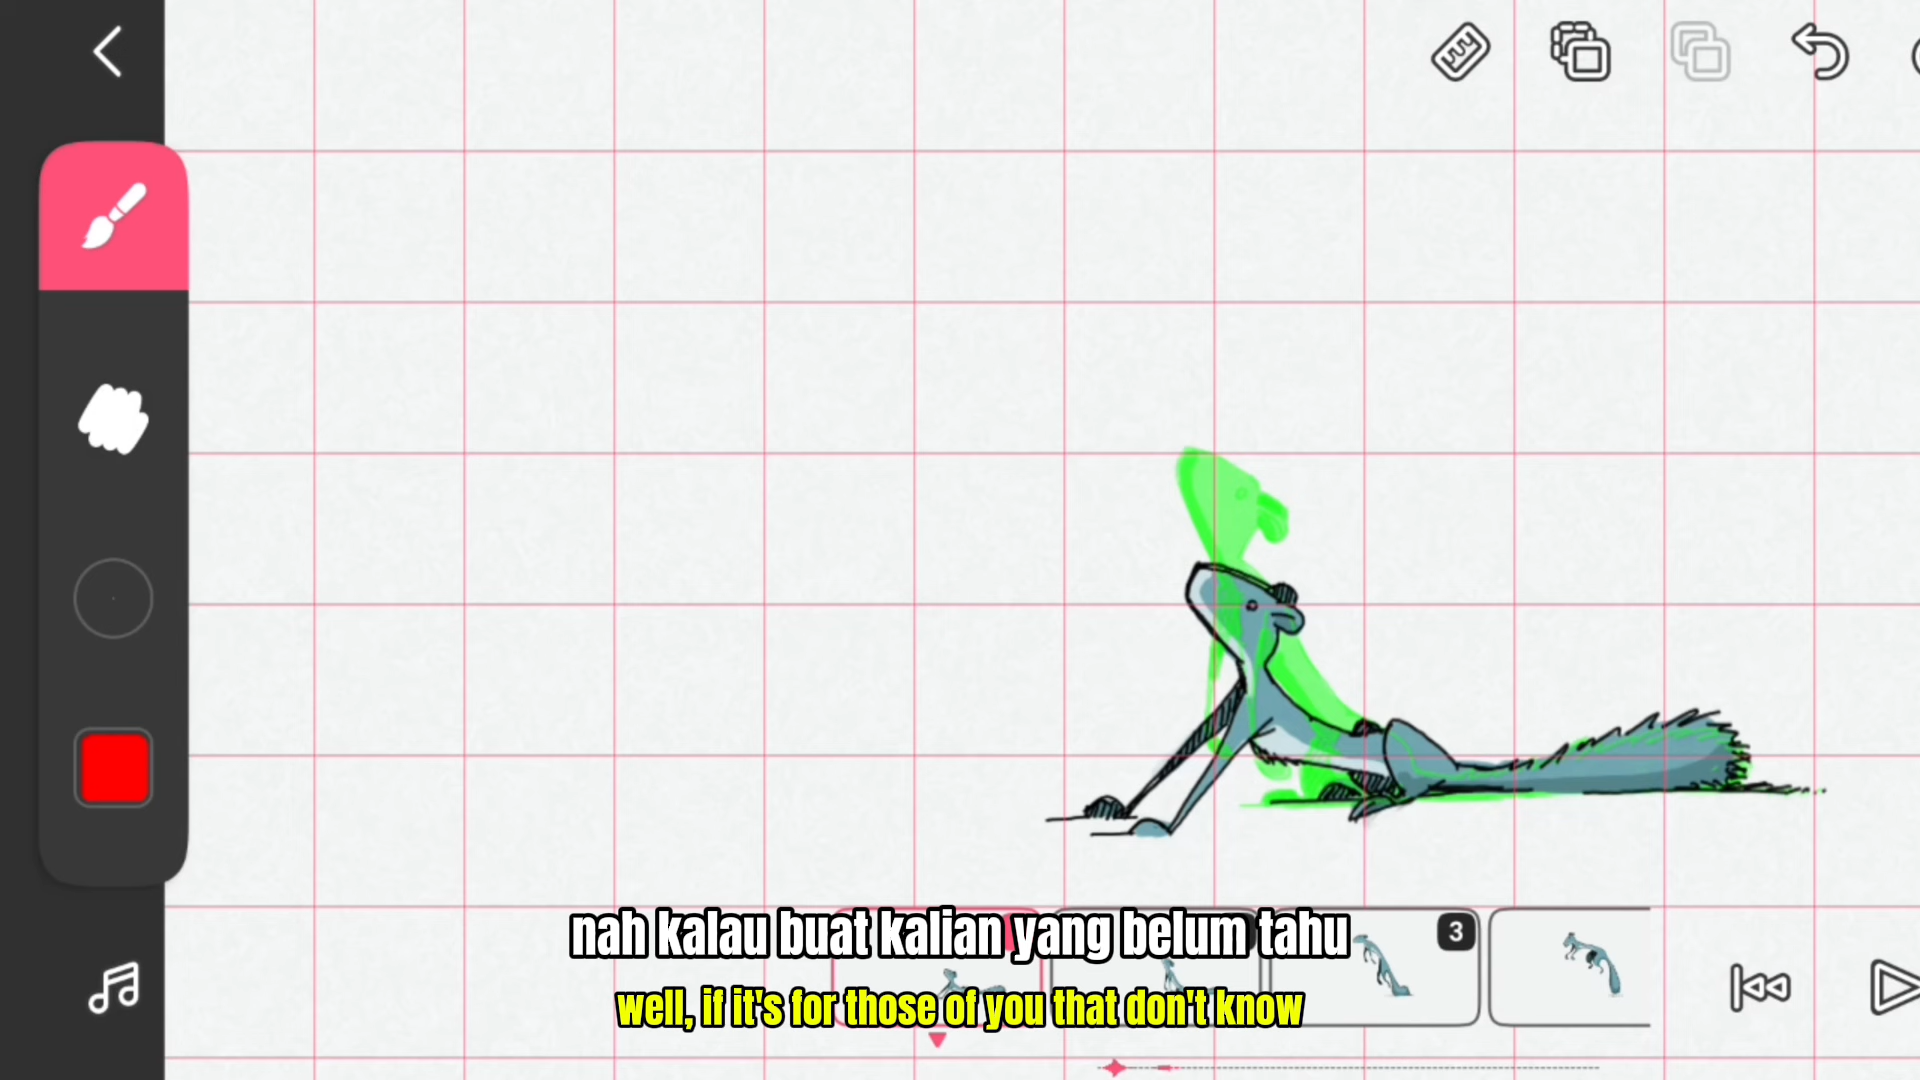 nah kalau buat kalian yang belum tahu
3
well, if it's for those of you that don't know